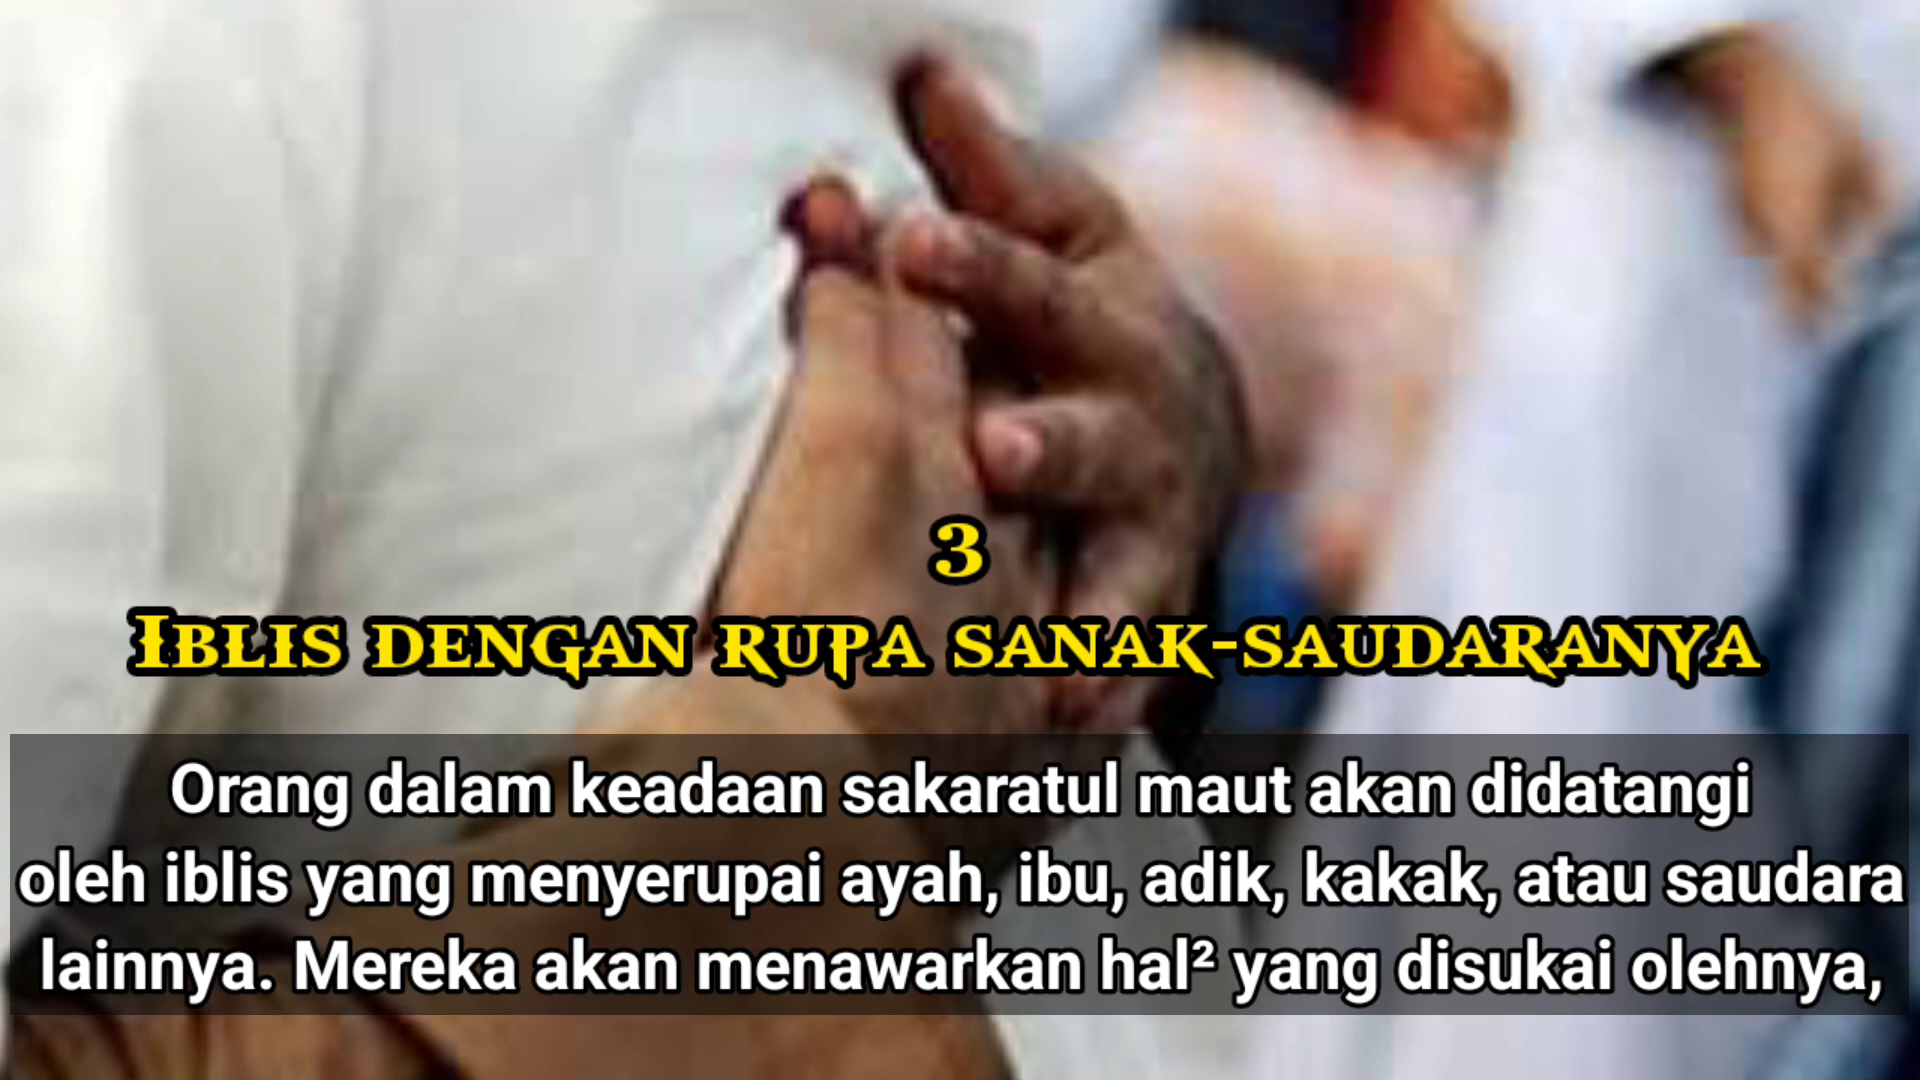 3
Iblis dengan rupa sanak-saudaranya
Orang dalam keadaan sakaratul maut akan didatangi
oleh iblis yang menyerupai ayah, ibu, adik, kakak, atau saudara
lainnya. Mereka akan menawarkan hal² yang disukai olehnya,